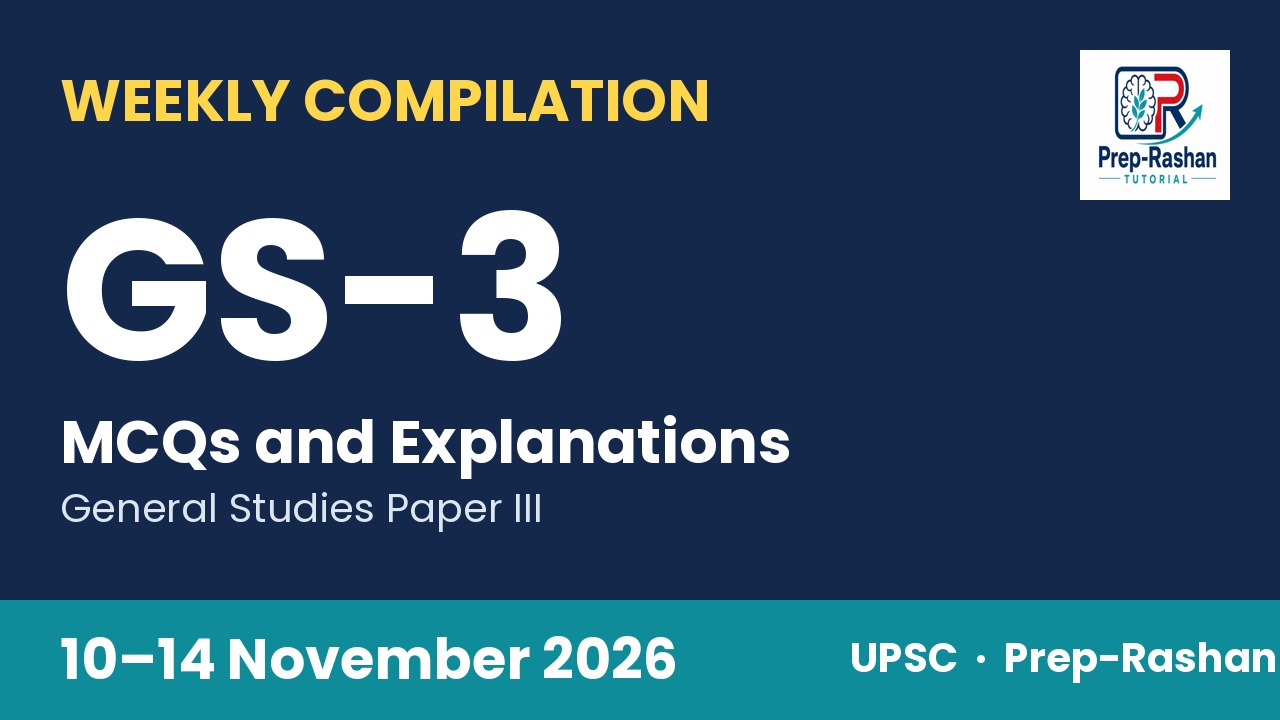 WEEKLY COMPILATION
Prep-Rashan
TUTORIAL
GS-3
MCQs and Explanations
General Studies Paper III
10–14 November 2026
UPSC · Prep-Rashan